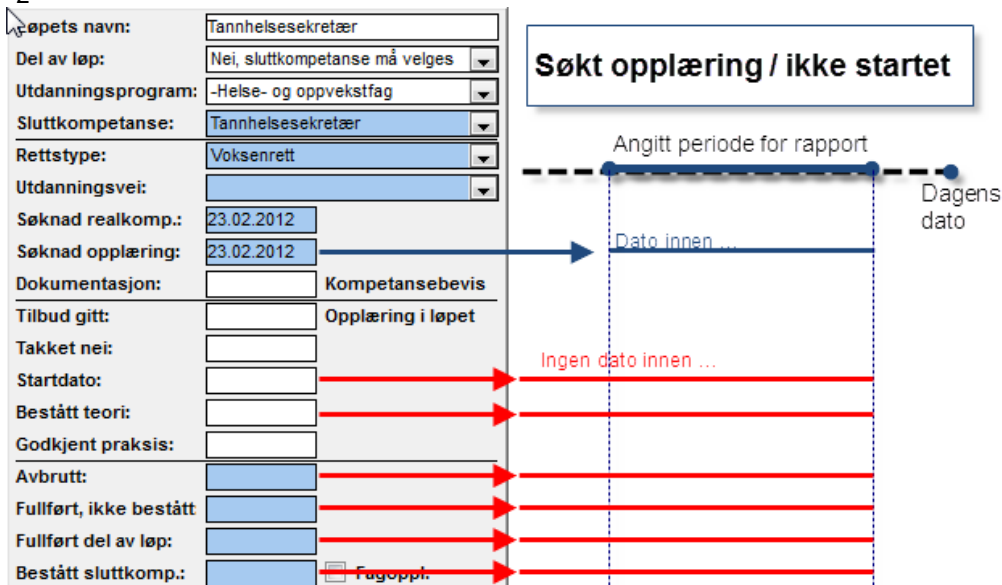 2
Løpets navn: Tannhelsesekretær
Del av løp: Nei, sluttkompetanse må velges
Utdanningsprogram: -Helse- og oppvekstfag
Sluttkompetanse: Tannhelsesekretær
Rettstype: Voksenrett
Utdanningsvei:
Søknad realkomp.: 23.02.2012
Søknad opplæring: 23.02.2012
Dokumentasjon: Kompetansebevis
Tilbud gitt: Opplæring i løpet
Takket nei:
Startdato:
Bestått teori:
Godkjent praksis:
Avbrutt:
Fullført, ikke bestått
Fullført del av løp:
Bestått sluttkomp.: Fagoppl.
Søkt opplæring / ikke startet
Angitt periode for rapport
Dagens
dato
Dato innen ...
Ingen dato innen ...